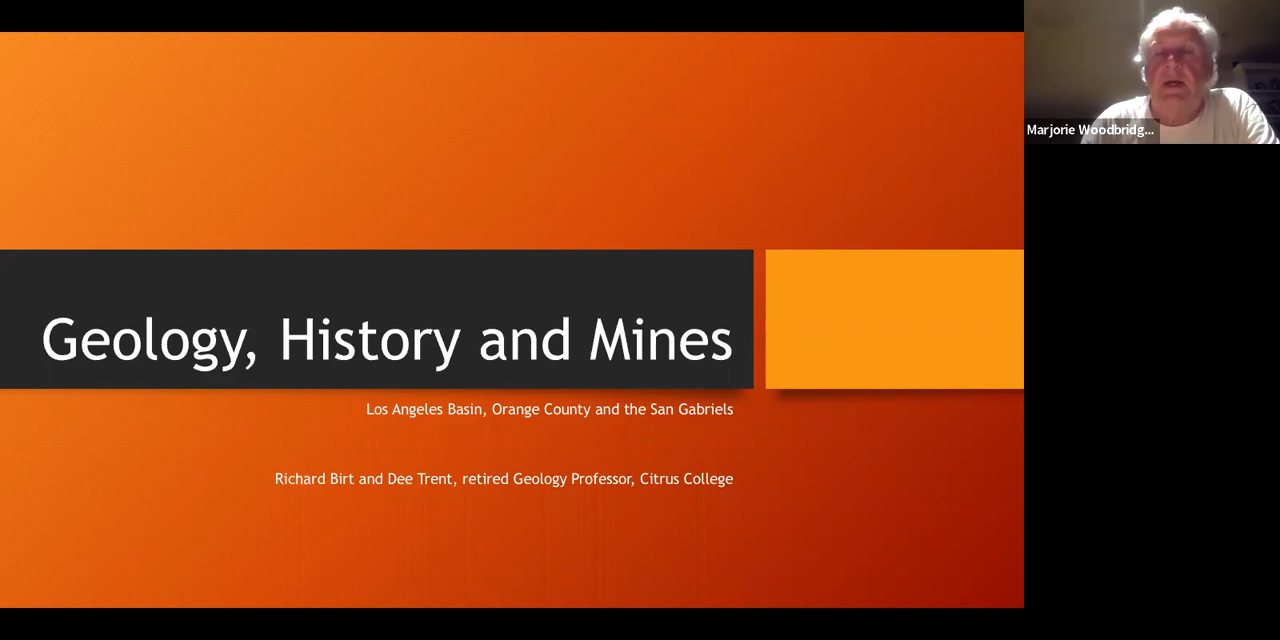 Geology, History and Mines
Los Angeles Basin, Orange County and the San Gabriels
Richard Birt and Dee Trent, retired Geology Professor, Citrus College
Marjorie Woodbridg...